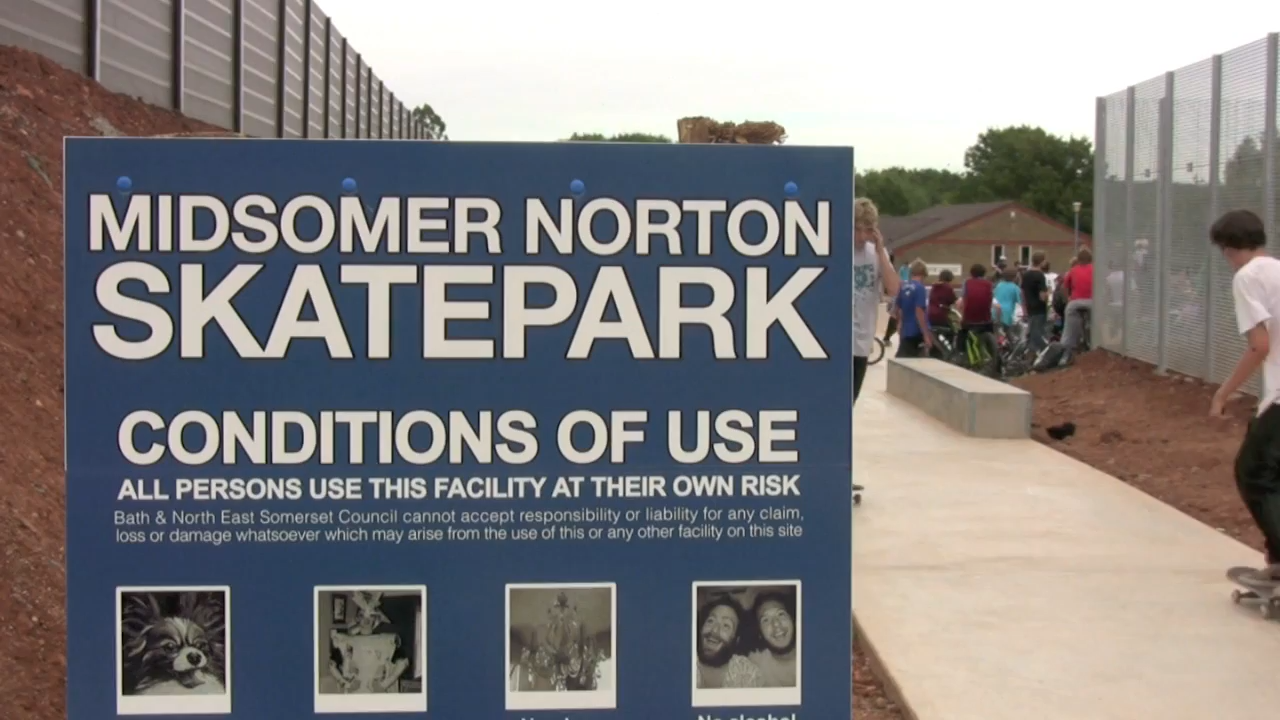 MIDSOMER NORTON
SKATEPARK
CONDITIONS OF USE
ALL PERSONS USE THIS FACILITY AT THEIR OWN RISK
Bath & North East Somerset Council cannot accept responsibility or liability for any claim,
loss or damage whatsoever which may arise from the use of this or any other facility on this site
No alcohol